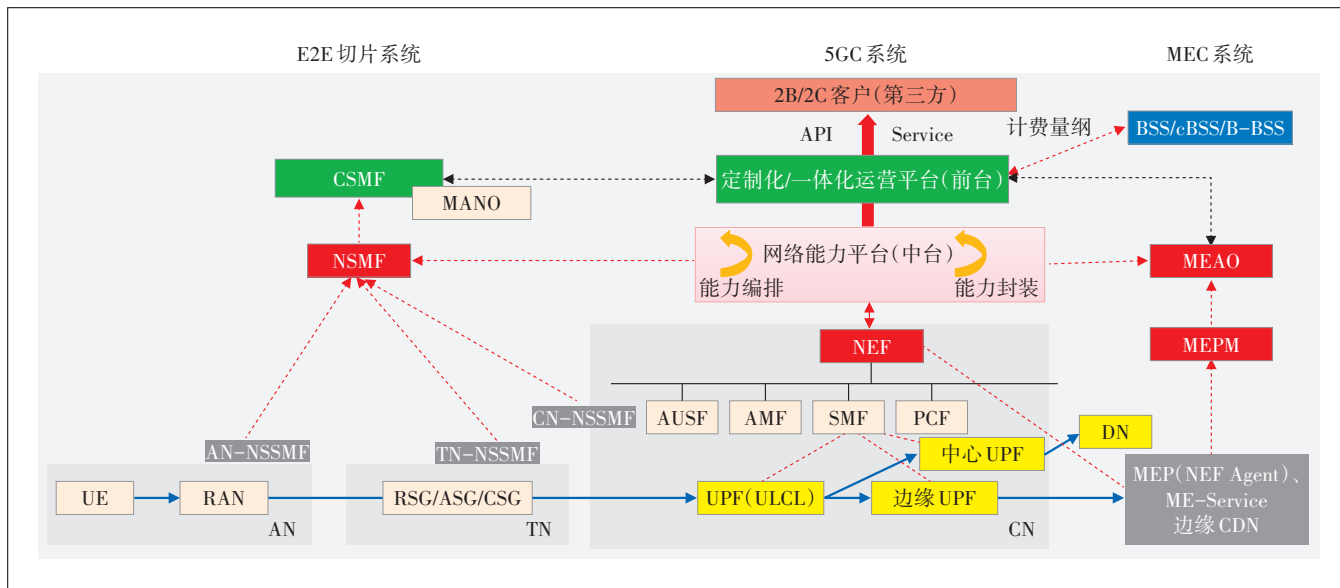 E2E切片系统
5GC系统
MEC系统
2B/2C客户(第三方)
API
Service
计费量纲
BSS/cBSS/B-BSS
CSMF
MANO
定制化/一体化运营平台(前台)
NSMF
网络能力平台(中台)
能力编排
能力封装
MEAO
NEF
MEPM
AUSF
AMF
SMF
PCF
CN-NSSMF
AN-NSSMF
TN-NSSMF
中心UPF
DN
UE
RAN
AN
RSG/ASG/CSG
TN
UPF(ULCL)
边缘UPF
CN
MEP(NEF Agent)、
ME-Service
边缘CDN